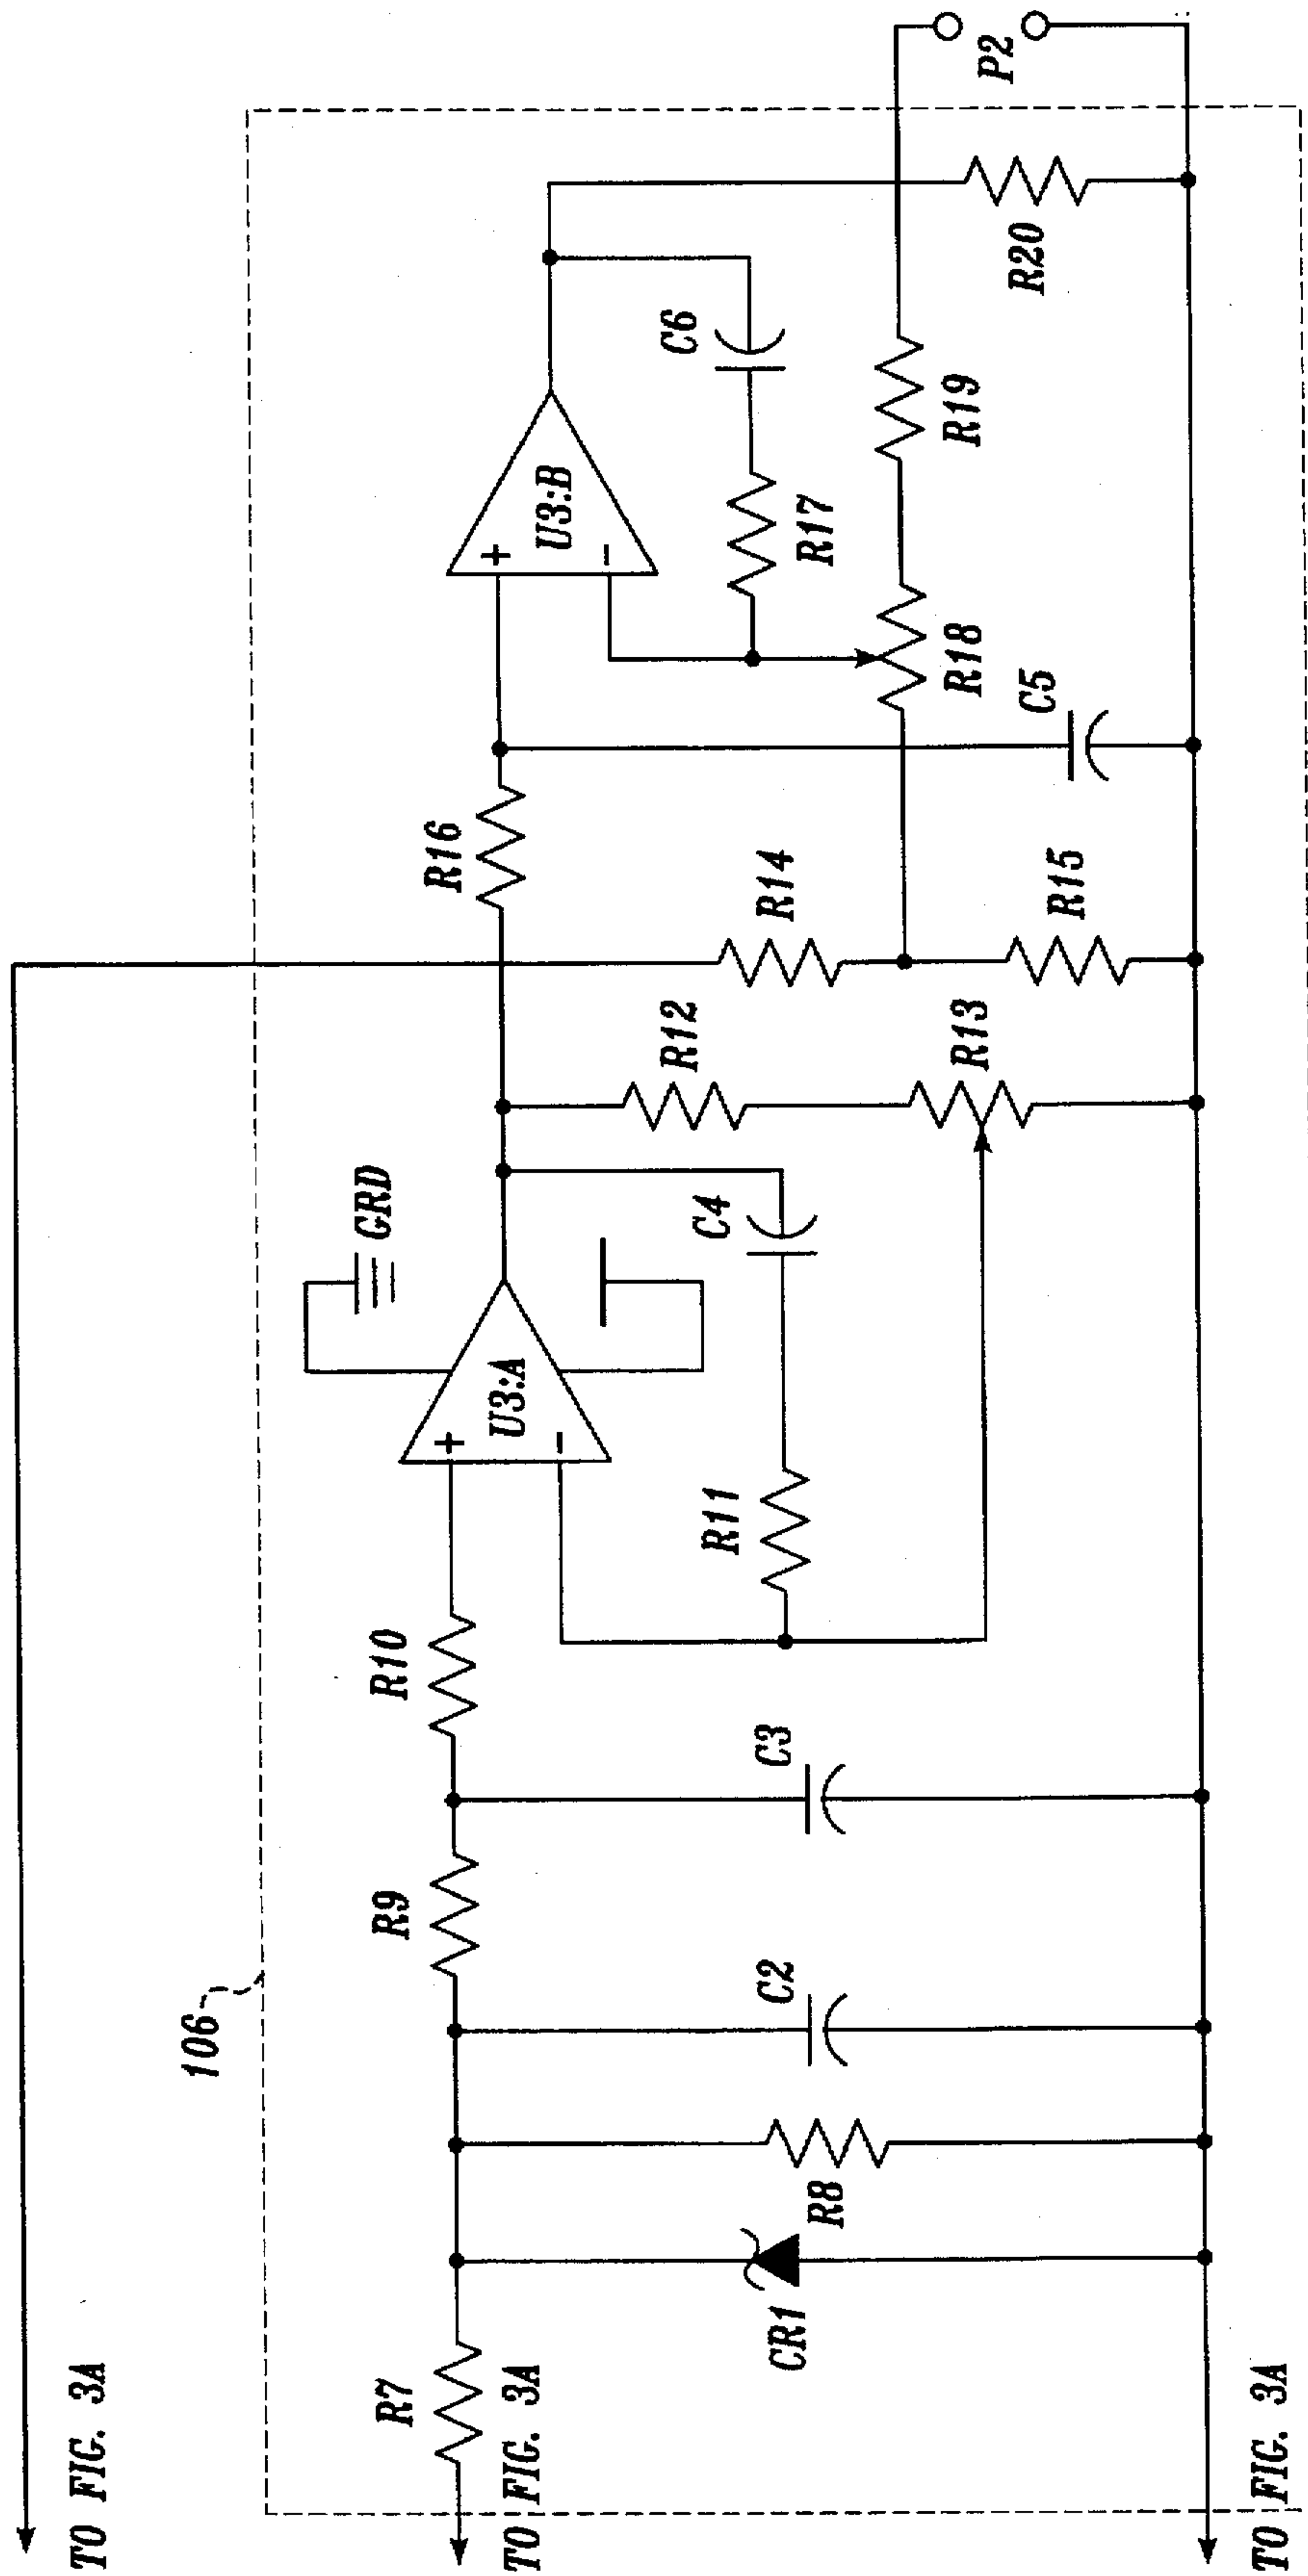 TO FIG. 3A
106
R7
TO FIG. 3A
CR1
R8
C2
R9
C3
R10
+
U3:A
−
GRD
R11
C4
R12
R13
R14
R15
R16
C5
+
U3:B
−
R17
C6
R18
R19
R20
P2
TO FIG. 3A